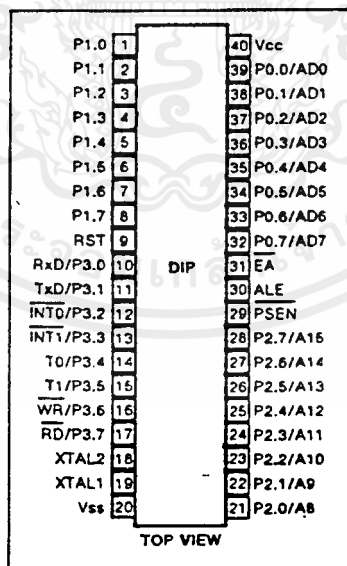 P1.0 1 40 Vcc
P1.1 2 39 P0.0/AD0
P1.2 3 38 P0.1/AD1
P1.3 4 37 P0.2/AD2
P1.4 5 36 P0.3/AD3
P1.5 6 35 P0.4/AD4
P1.6 7 34 P0.5/AD5
P1.7 8 33 P0.6/AD6
RST 9 32 P0.7/AD7
RxD/P3.0 10 DIP 31 EA
TxD/P3.1 11 30 ALE
INT0/P3.2 12 29 PSEN
INT1/P3.3 13 28 P2.7/A15
T0/P3.4 14 27 P2.6/A14
T1/P3.5 15 26 P2.5/A13
WR/P3.6 16 25 P2.4/A12
RD/P3.7 17 24 P2.3/A11
XTAL2 18 23 P2.2/A10
XTAL1 19 22 P2.1/A9
Vss 20 21 P2.0/A8
TOP VIEW